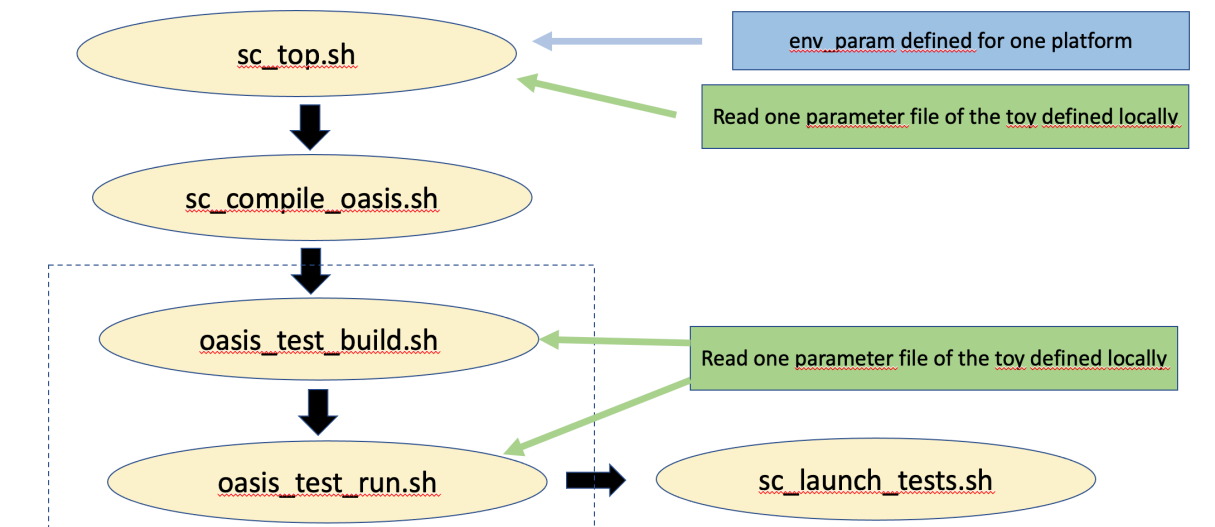 sc_top.sh
env_param defined for one platform
Read one parameter file of the toy defined locally
sc_compile_oasis.sh
oasis_test_build.sh
Read one parameter file of the toy defined locally
oasis_test_run.sh
sc_launch_tests.sh